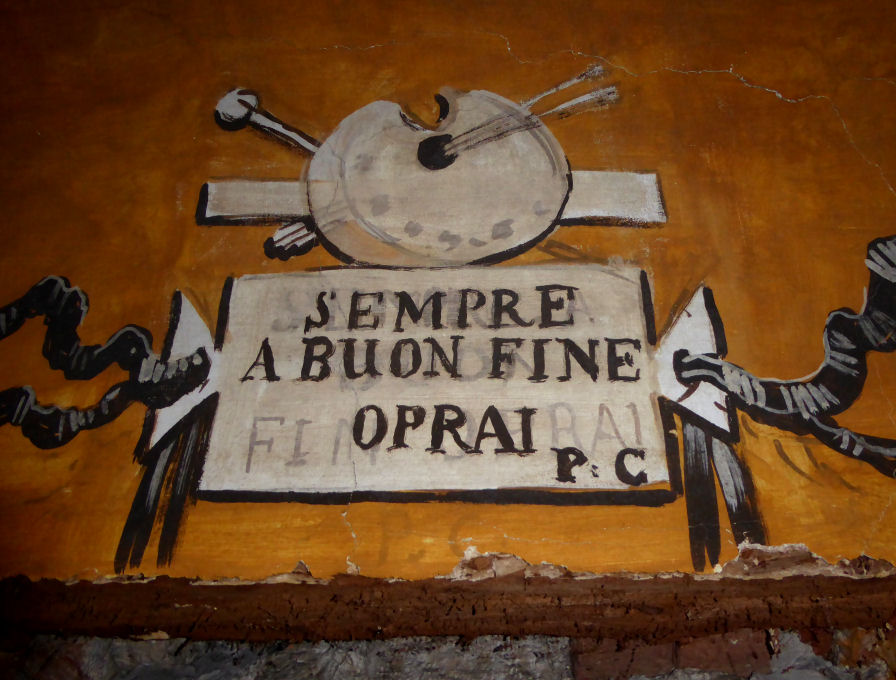 SEMPRE
A BUON FINE
OPRAI
P. C